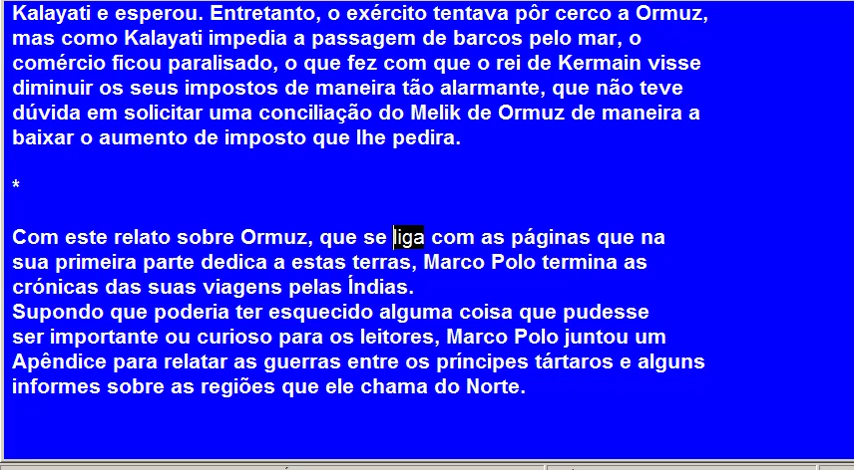 Kalayati e esperou. Entretanto, o exército tentava pôr cerco a Ormuz,
mas como Kalayati impedia a passagem de barcos pelo mar, o
comércio ficou paralisado, o que fez com que o rei de Kermain visse
diminuir os seus impostos de maneira tão alarmante, que não teve
dúvida em solicitar uma conciliação do Melik de Ormuz de maneira a
baixar o aumento de imposto que lhe pedira.
*
Com este relato sobre Ormuz, que se liga com as páginas que na
sua primeira parte dedica a estas terras, Marco Polo termina as
crónicas das suas viagens pelas Índias.
Supondo que poderia ter esquecido alguma coisa que pudesse
ser importante ou curioso para os leitores, Marco Polo juntou um
Apêndice para relatar as guerras entre os príncipes tártaros e alguns
informes sobre as regiões que ele chama do Norte.